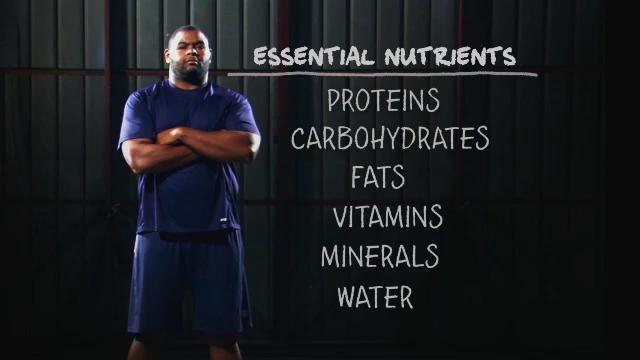 ESSENTIAL NUTRIENTS
PROTEINS
CARBOHYDRATES
FATS
VITAMINS
MINERALS
WATER